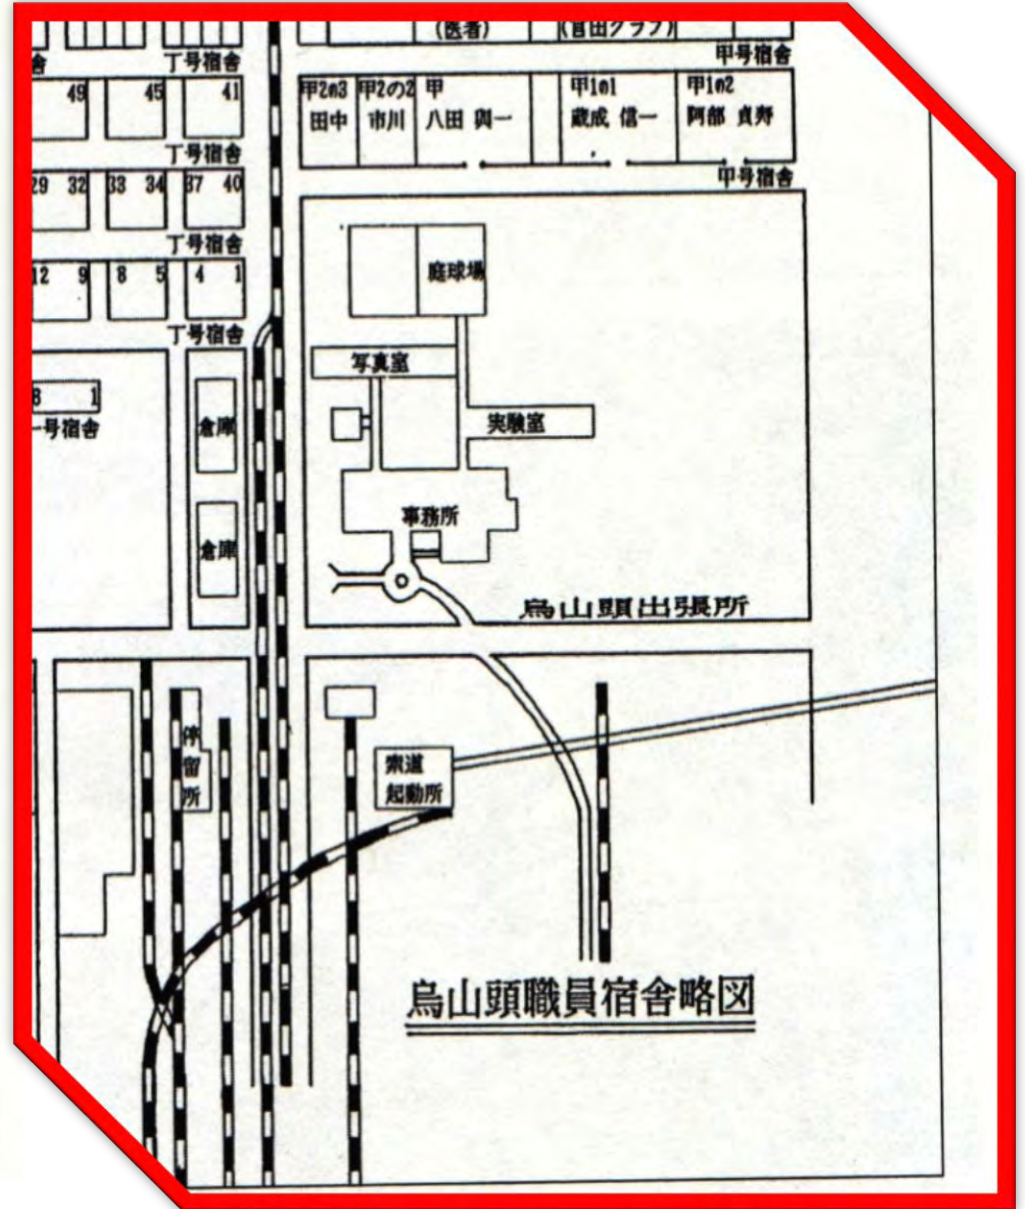 (医者)
甲号宿舎
舎
丁号宿舎
49 45 41
甲2の3 甲2の2 甲 甲1の1 甲1の2
田中 市川 八田 與一 蔵成 信一 阿部 貞寿
丁号宿舎
甲号宿舎
29 32 33 34 37 40
丁号宿舎
庭球場
12 9 8 5 4 1
丁号宿舎
写真室
8 1
一号宿舎
倉庫
実験室
事務所
倉庫
烏山頭出張所
停留所
索道
起動所
烏山頭職員宿舎略図